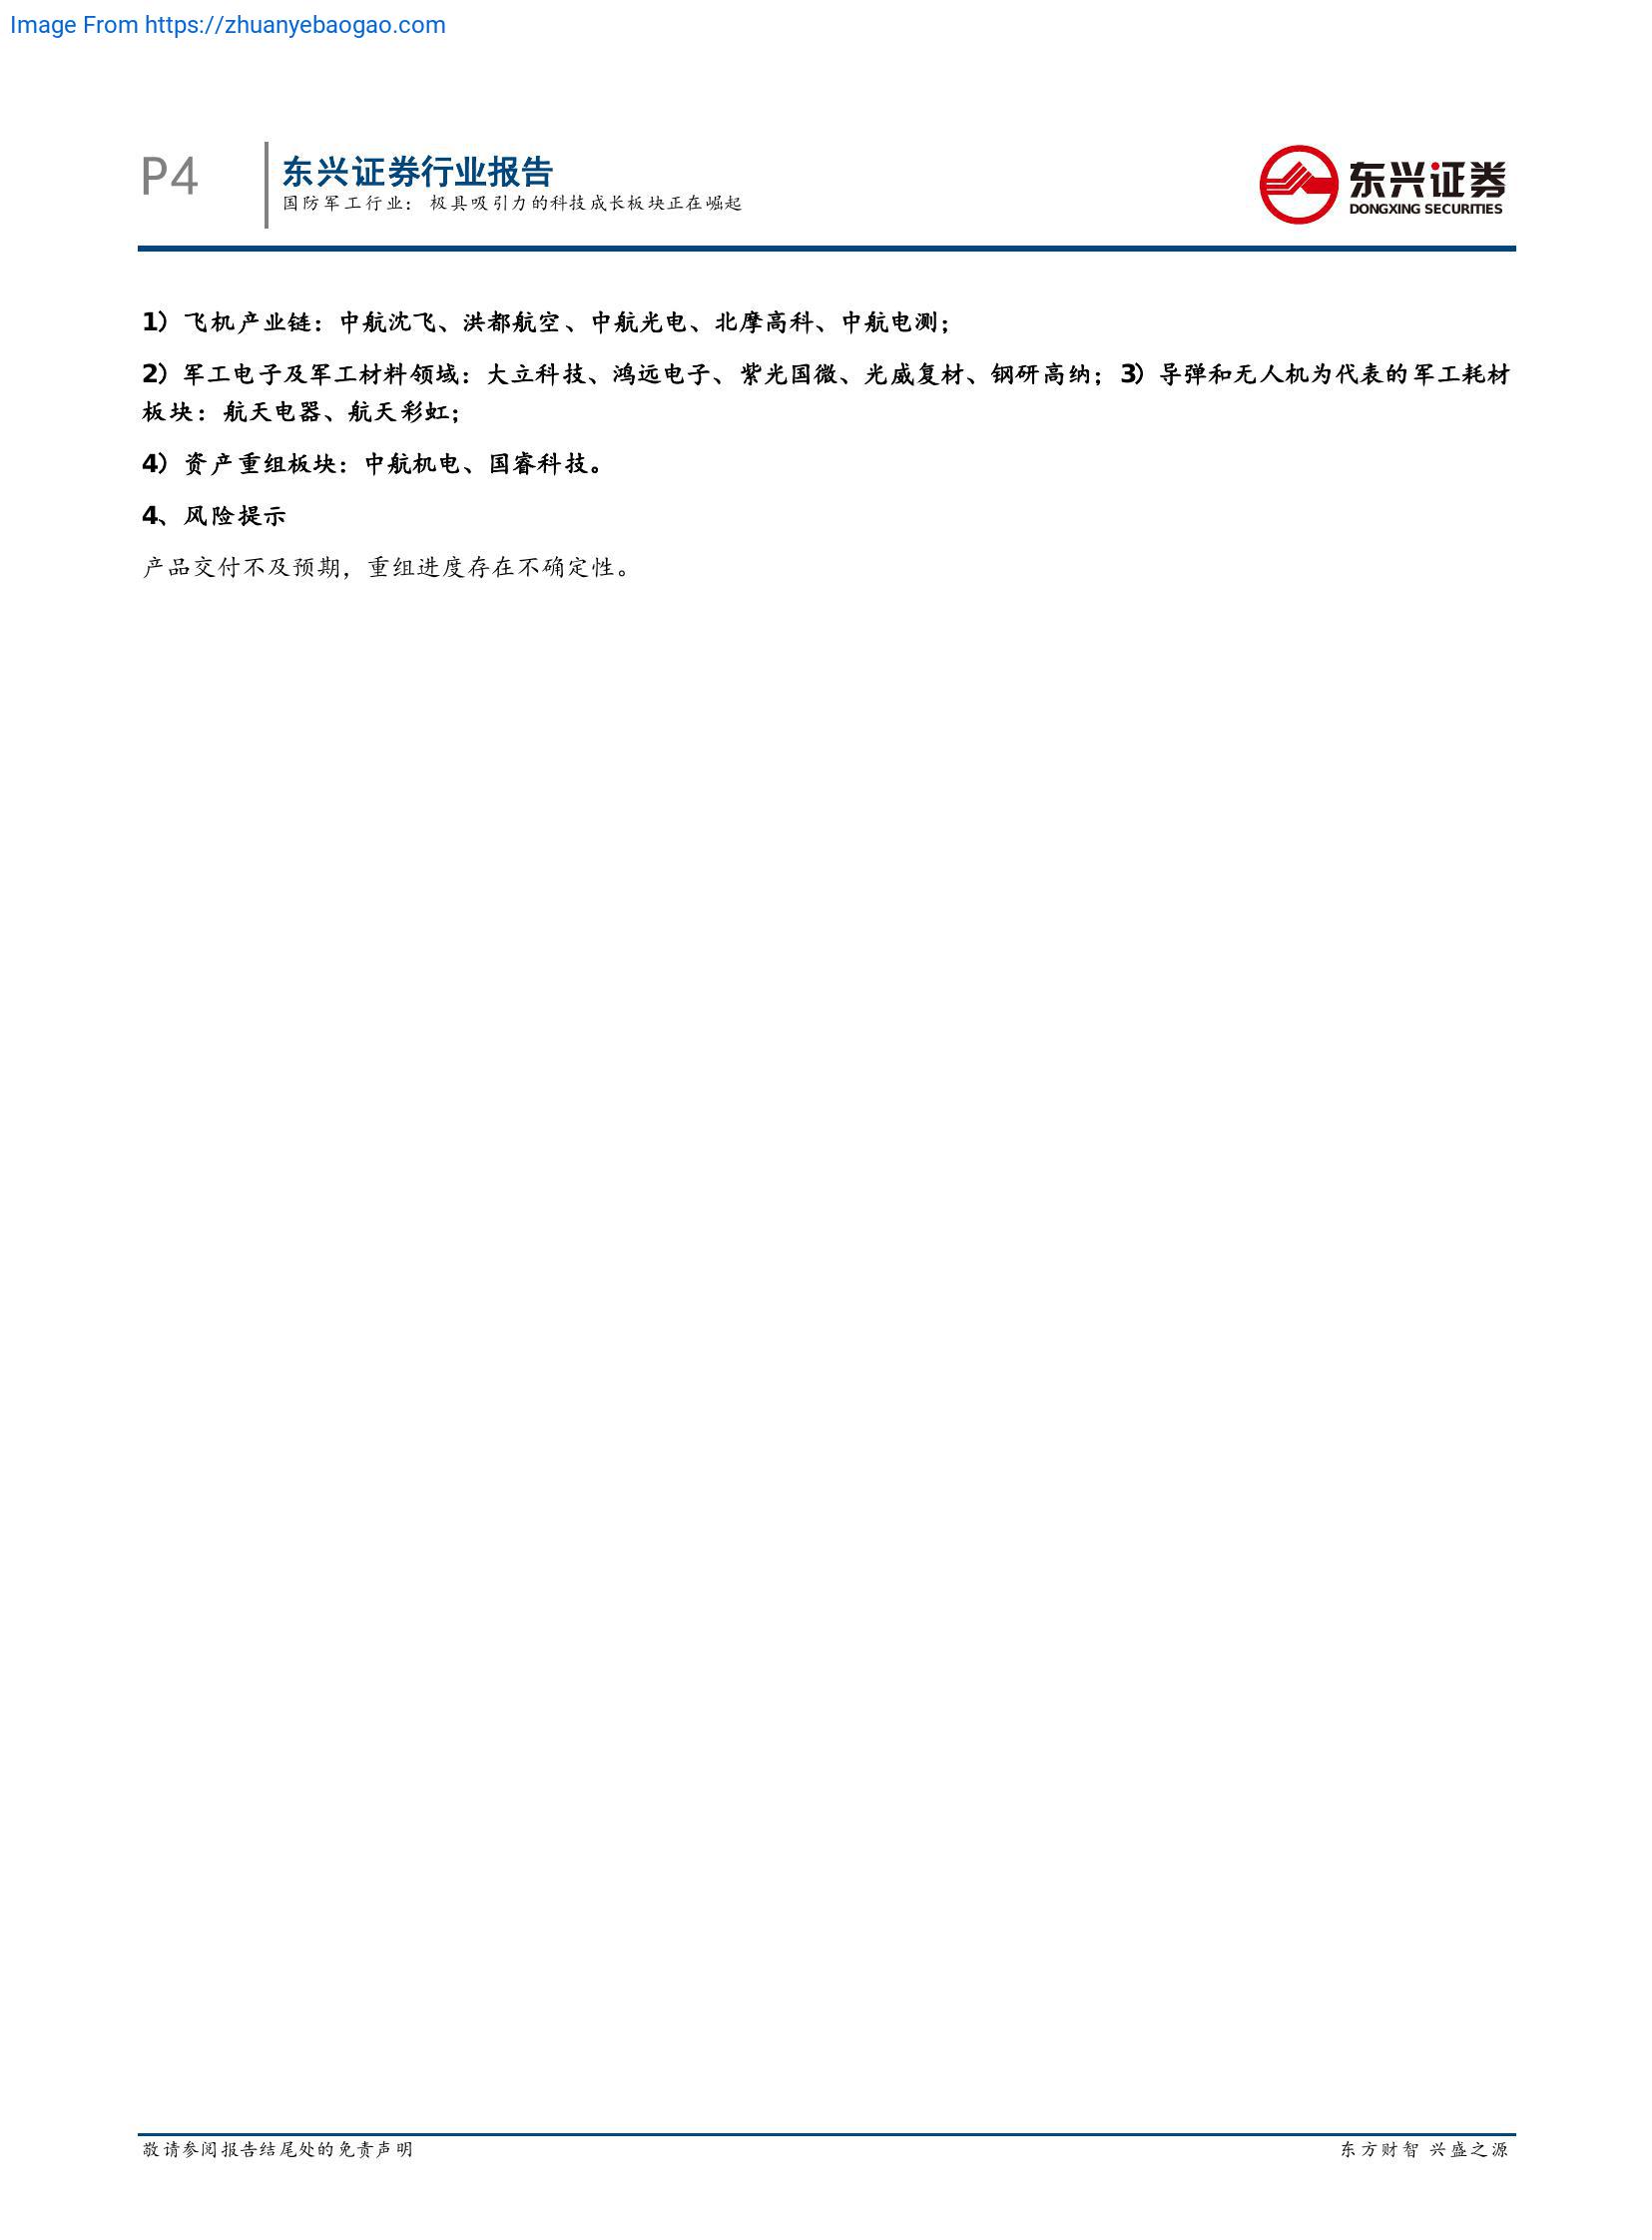 Image From https://zhuanyebaogao.com
P4
东兴证券行业报告
国防军工行业： 极具吸引力的科技成长板块正在崛起
东兴证券
DONGXING SECURITIES
1）飞机产业链：中航沈飞、洪都航空、中航光电、北摩高科、中航电测；
2）军工电子及军工材料领域：大立科技、鸿远电子、紫光国微、光威复材、钢研高纳；3）导弹和无人机为代表的军工耗材
板块：航天电器、航天彩虹；
4）资产重组板块：中航机电、国睿科技。
4、风险提示
产品交付不及预期，重组进度存在不确定性。
敬请参阅报告结尾处的免责声明
东方财智 兴盛之源